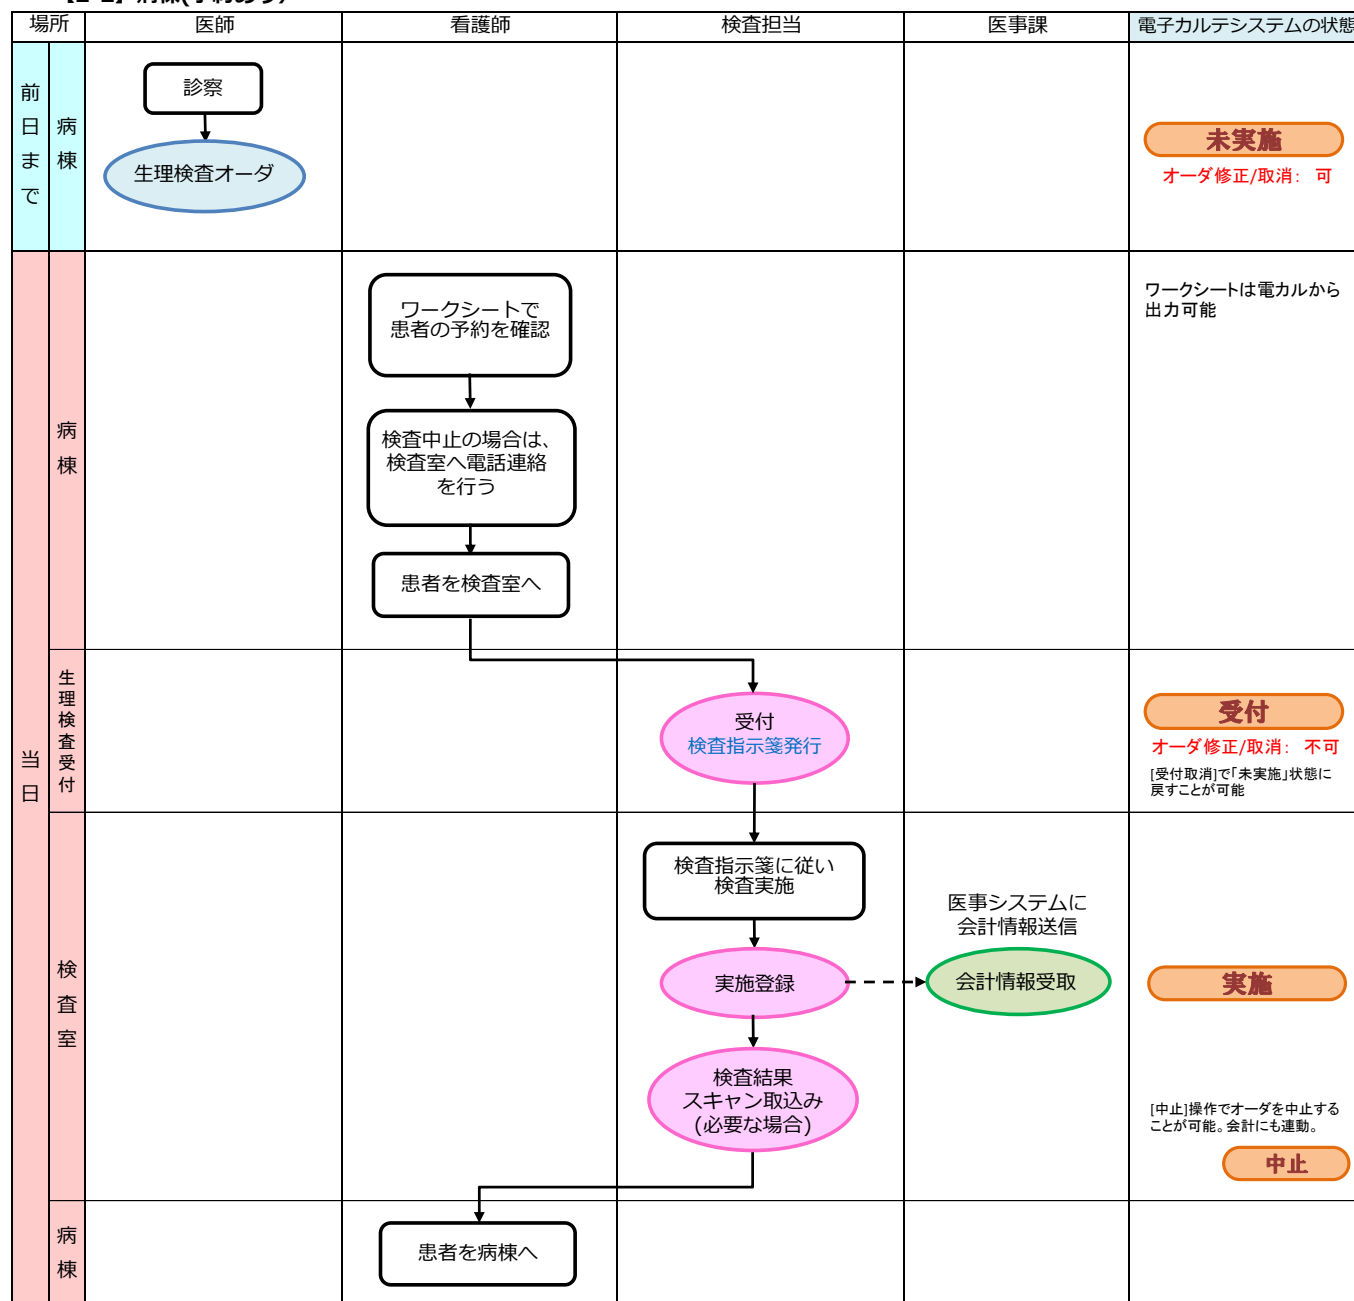 病棟(予約あり)
場所
医師
看護師
検査担当
医事課
電子カルテシステムの状態
前日まで
病棟
診察
生理検査オーダ
未実施
オーダ修正/取消： 可
当日
病棟
ワークシートで
患者の予約を確認
ワークシートは電カルから
出力可能
検査中止の場合は、
検査室へ電話連絡
を行う
患者を検査室へ
生理検査受付
受付
検査指示箋発行
受付
オーダ修正/取消： 不可
[受付取消]で「未実施」状態に
戻すことが可能
検査室
検査指示箋に従い
検査実施
医事システムに
会計情報送信
実施登録
会計情報受取
実施
検査結果
スキャン取込み
(必要な場合)
[中止]操作でオーダを中止する
ことが可能。会計にも連動。
中止
病棟
患者を病棟へ